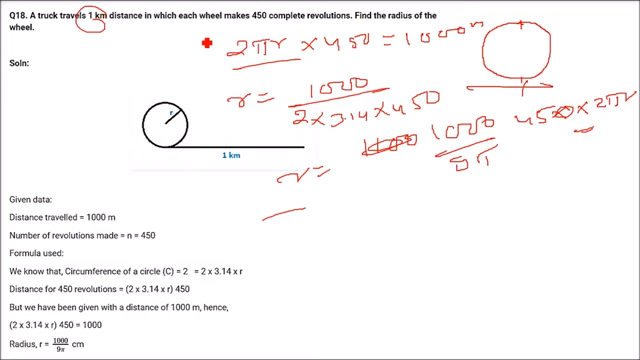 Q18. A truck travels 1 km distance in which each wheel makes 450 complete revolutions. Find the radius of the
wheel.
2πr × 450 = 1000 m
Soln:
r = 1000 / 2 × 3.14 × 450
450 × 2πr
r = 1000
r
1 km
Given data:
Distance travelled = 1000 m
Number of revolutions made = n = 450
Formula used:
We know that, Circumference of a circle (C) = 2 = 2 x 3.14 x r
Distance for 450 revolutions = (2 x 3.14 x r) 450
But we have been given with a distance of 1000 m, hence,
(2 x 3.14 x r) 450 = 1000
Radius, r = 1000/9π cm